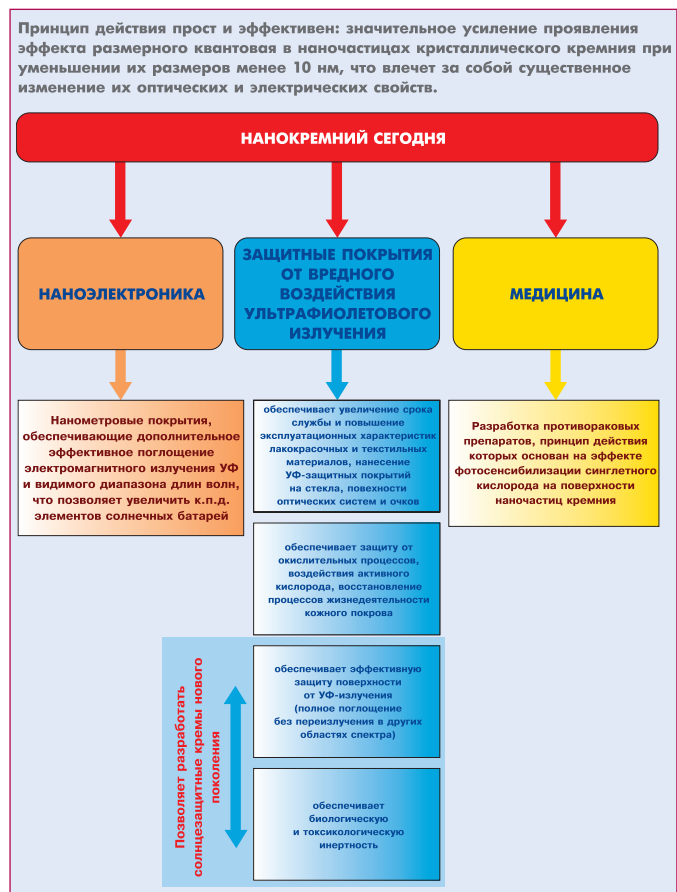 Принцип действия прост и эффективен: значительное усиление проявления
эффекта размерного квантовая в наночастицах кристаллического кремния при
уменьшении их размеров менее 10 нм, что влечет за собой существенное
изменение их оптических и электрических свойств.
НАНОКРЕМНИЙ СЕГОДНЯ
НАНОЭЛЕКТРОНИКА
ЗАЩИТНЫЕ ПОКРЫТИЯ
ОТ ВРЕДНОГО
ВОЗДЕЙСТВИЯ
УЛЬТРАФИОЛЕТОВОГО
ИЗЛУЧЕНИЯ
МЕДИЦИНА
Нанометровые покрытия,
обеспечивающие дополнительное
эффективное поглощение
электромагнитного излучения УФ
и видимого диапазона длин волн,
что позволяет увеличить к.п.д.
элементов солнечных батарей
обеспечивает увеличение срока
службы и повышение
эксплуатационных характеристик
лакокрасочных и текстильных
материалов, нанесение
УФ-защитных покрытий
на стекла, повехности
оптических систем и очков
Разработка противораковых
препаратов, принцип действия
которых основан на эффекте
фотосенсибилизации синглетного
кислорода на поверхности
наночастиц кремния
обеспечивает защиту от
окислительных процессов,
воздействия активного
кислорода, восстановление
процессов жизнедеятельности
кожного покрова
Позволяет разработать
солнцезащитные кремы нового
поколения
обеспечивает эффективную
защиту поверхности
от УФ-излучения
(полное поглощение
без переизлучения в других
областях спектра)
обеспечивает
биологическую
и токсикологическую
инертность